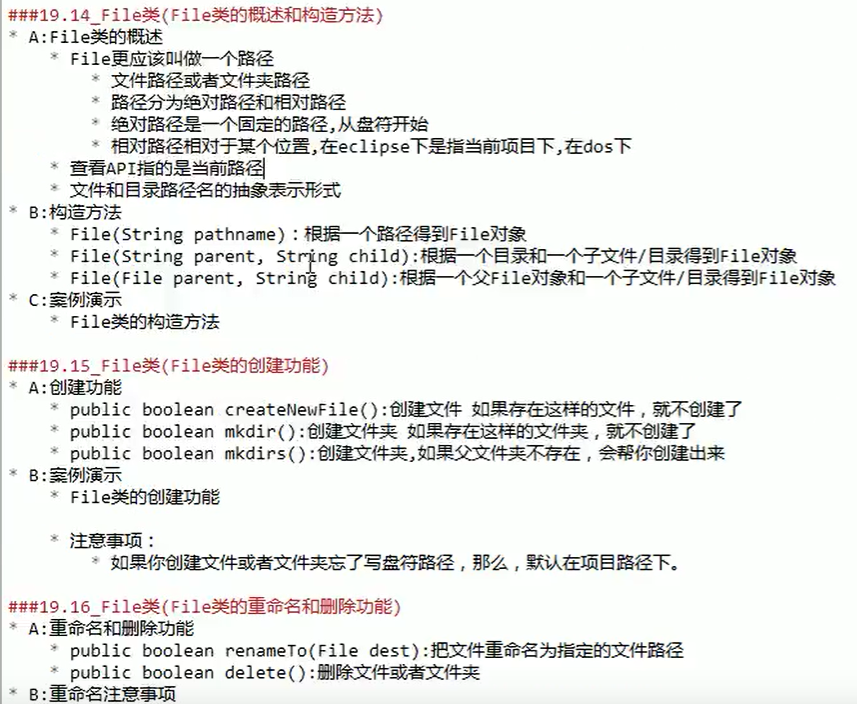 ###19.14_File类(File类的概述和构造方法)
* A:File类的概述
* File更应该叫做一个路径
* 文件路径或者文件夹路径
* 路径分为绝对路径和相对路径
* 绝对路径是一个固定的路径,从盘符开始
* 相对路径相对于某个位置,在eclipse下是指当前项目下,在dos下
* 查看API指的是当前路径
* 文件和目录路径名的抽象表示形式
* B:构造方法
* File(String pathname)：根据一个路径得到File对象
* File(String parent, String child):根据一个目录和一个子文件/目录得到File对象
* File(File parent, String child):根据一个父File对象和一个子文件/目录得到File对象
* C:案例演示
* File类的构造方法
###19.15_File类(File类的创建功能)
* A:创建功能
* public boolean createNewFile():创建文件 如果存在这样的文件，就不创建了
* public boolean mkdir():创建文件夹 如果存在这样的文件夹，就不创建了
* public boolean mkdirs():创建文件夹,如果父文件夹不存在，会帮你创建出来
* B:案例演示
* File类的创建功能
* 注意事项：
* 如果你创建文件或者文件夹忘了写盘符路径，那么，默认在项目路径下。
###19.16_File类(File类的重命名和删除功能)
* A:重命名和删除功能
* public boolean renameTo(File dest):把文件重命名为指定的文件路径
* public boolean delete():删除文件或者文件夹
* B:重命名注意事项